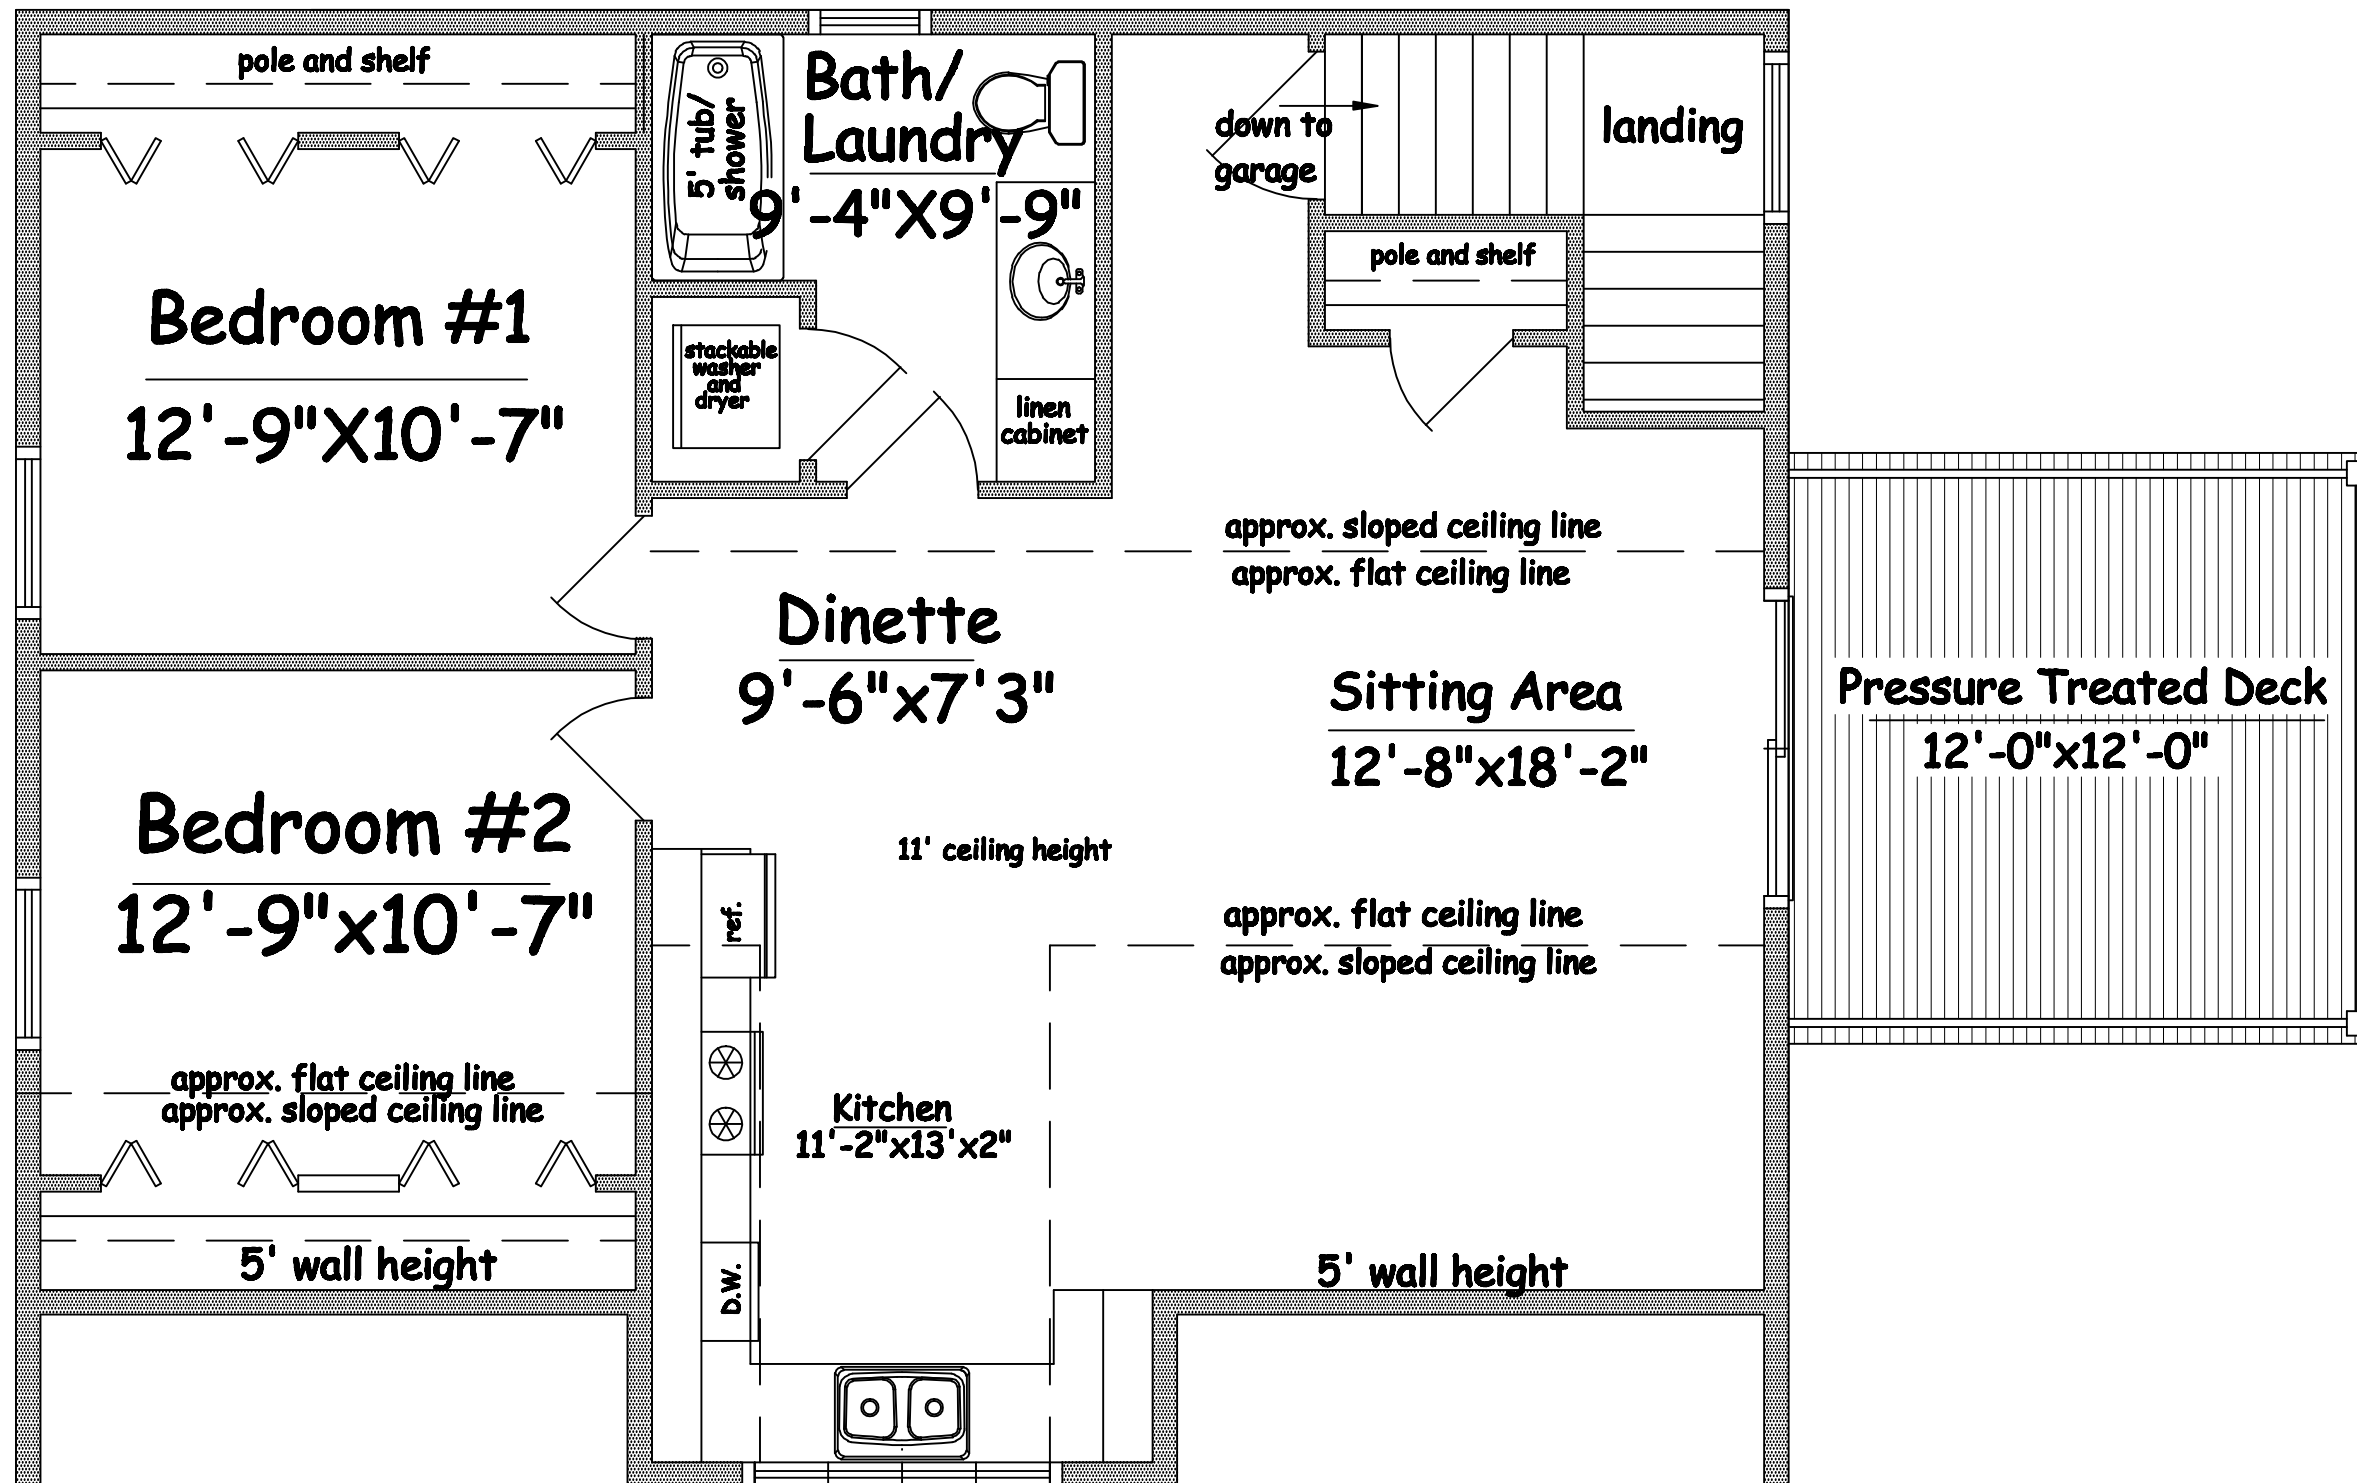 pole and shelf
Bedroom #1
12'-9"X10'-7"
5' tub/
shower
Bath/
Laundry
9'-4"X9'-9"
stackable
washer
and
dryer
linen
cabinet
down to
garage
landing
pole and shelf
approx. sloped ceiling line
approx. flat ceiling line
Dinette
9'-6"x7'3"
Sitting Area
12'-8"x18'-2"
Pressure Treated Deck
12'-0"x12'-0"
Bedroom #2
12'-9"x10'-7"
11' ceiling height
ref.
approx. flat ceiling line
approx. sloped ceiling line
approx. flat ceiling line
approx. sloped ceiling line
Kitchen
11'-2"x13'x2"
5' wall height
D.W.
5' wall height